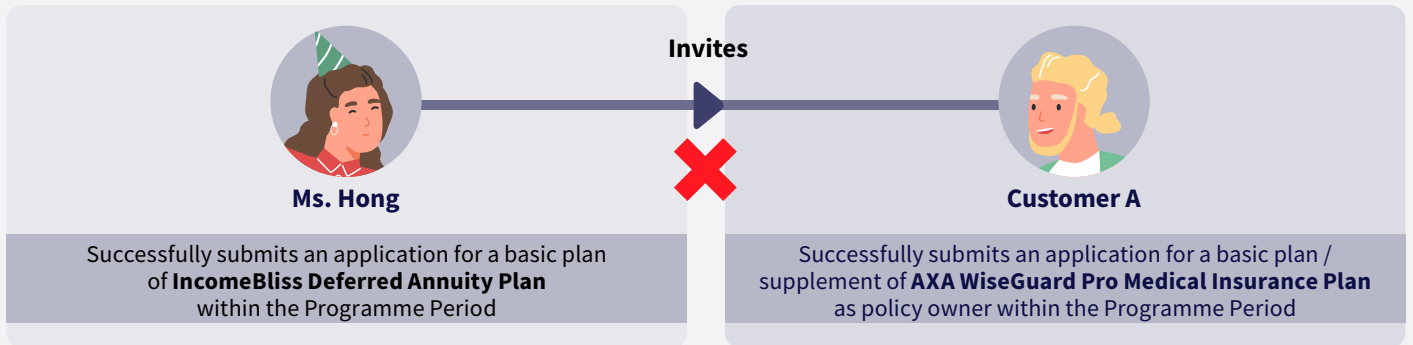 Invites
Ms. Hong
Successfully submits an application for a basic plan
of IncomeBliss Deferred Annuity Plan
within the Programme Period
Customer A
Successfully submits an application for a basic plan /
supplement of AXA WiseGuard Pro Medical Insurance Plan
as policy owner within the Programme Period